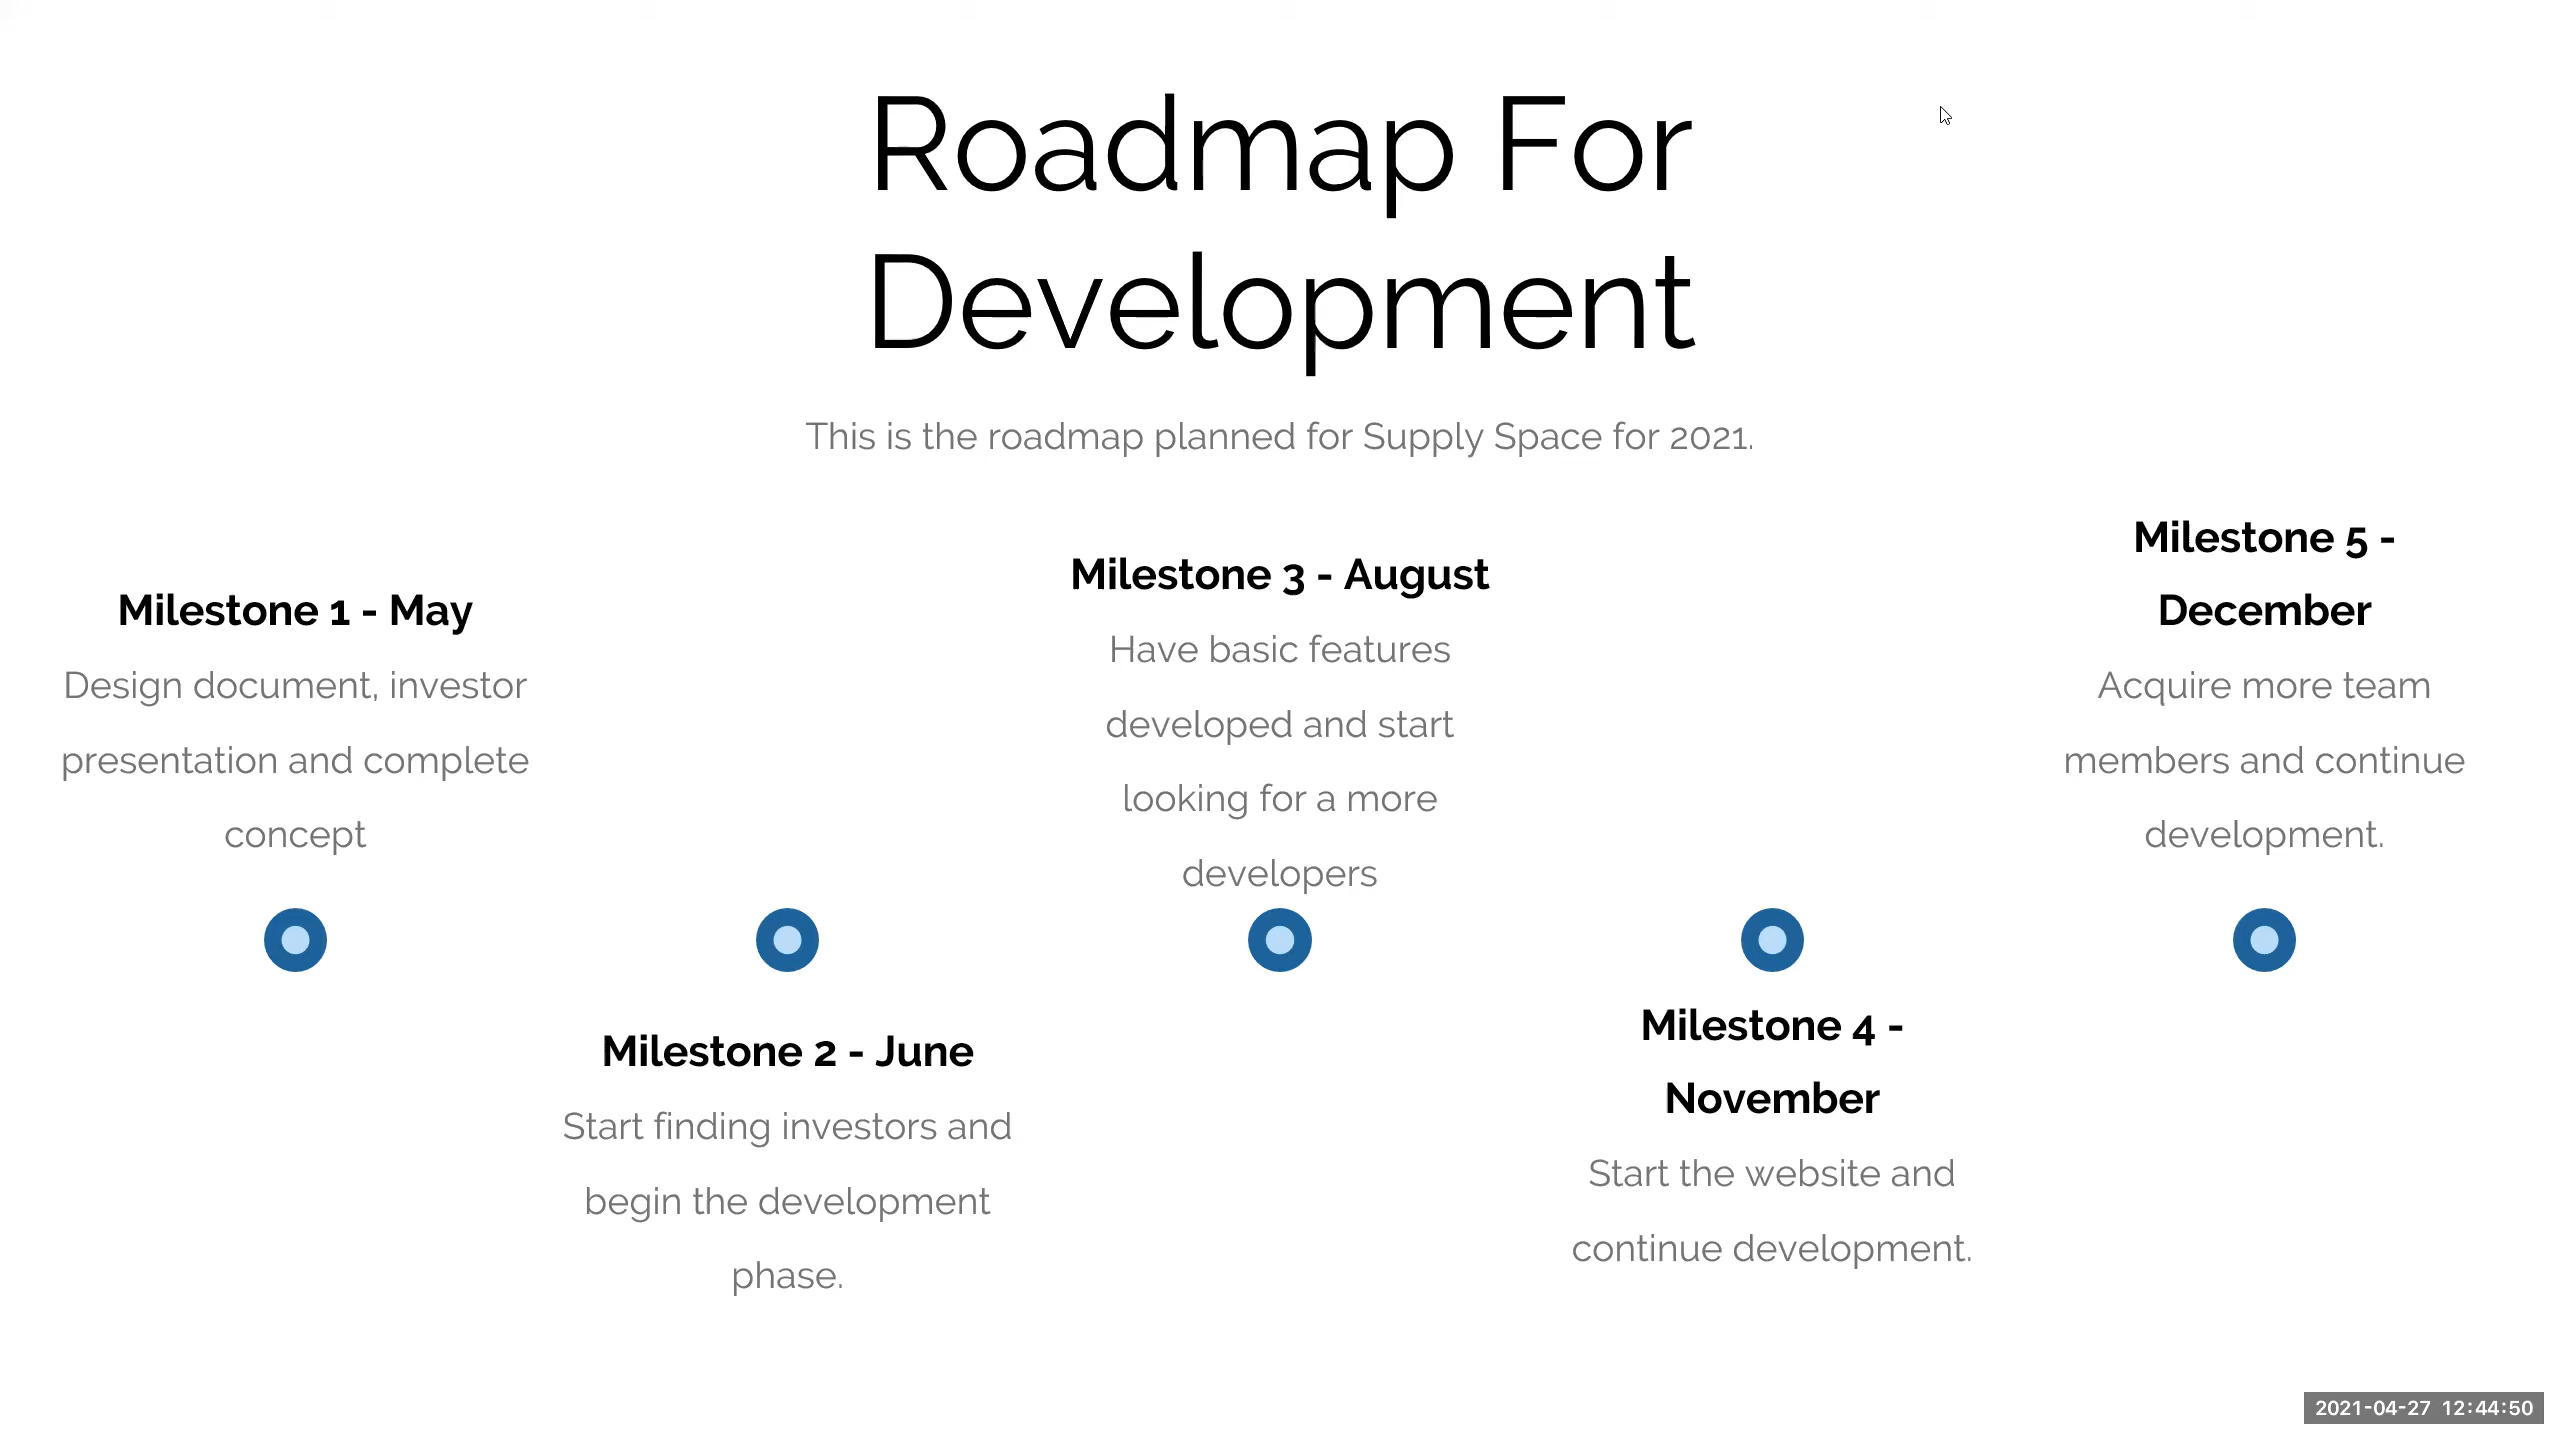 Roadmap For
Development
This is the roadmap planned for Supply Space for 2021.
Milestone 1 - May
Design document, investor
presentation and complete
concept
Milestone 2 - June
Start finding investors and
begin the development
phase.
Milestone 3 - August
Have basic features
developed and start
looking for a more
developers
Milestone 4 -
November
Start the website and
continue development.
Milestone 5 -
December
Acquire more team
members and continue
development.
2021-04-27 12:44:50